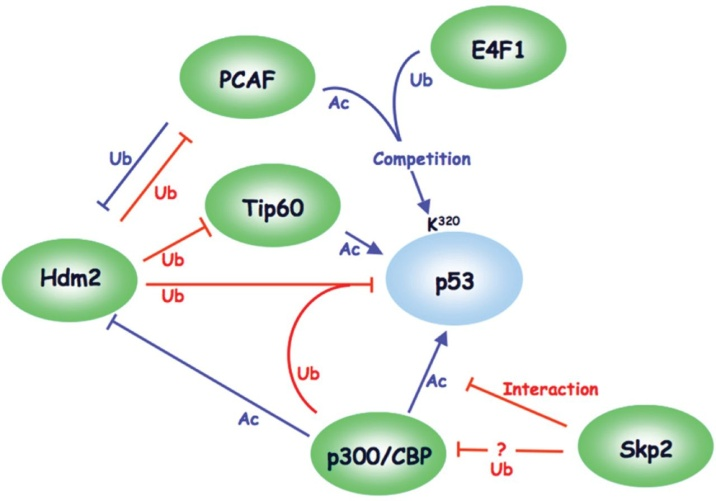 E4F1
PCAF
Ub
Ac
Competition
Ub
Ub
K320
Tip60
Ac
Ub
Hdm2
p53
Ub
Ub
Ac
Interaction
Ac
p300/CBP
?
Ub
Skp2